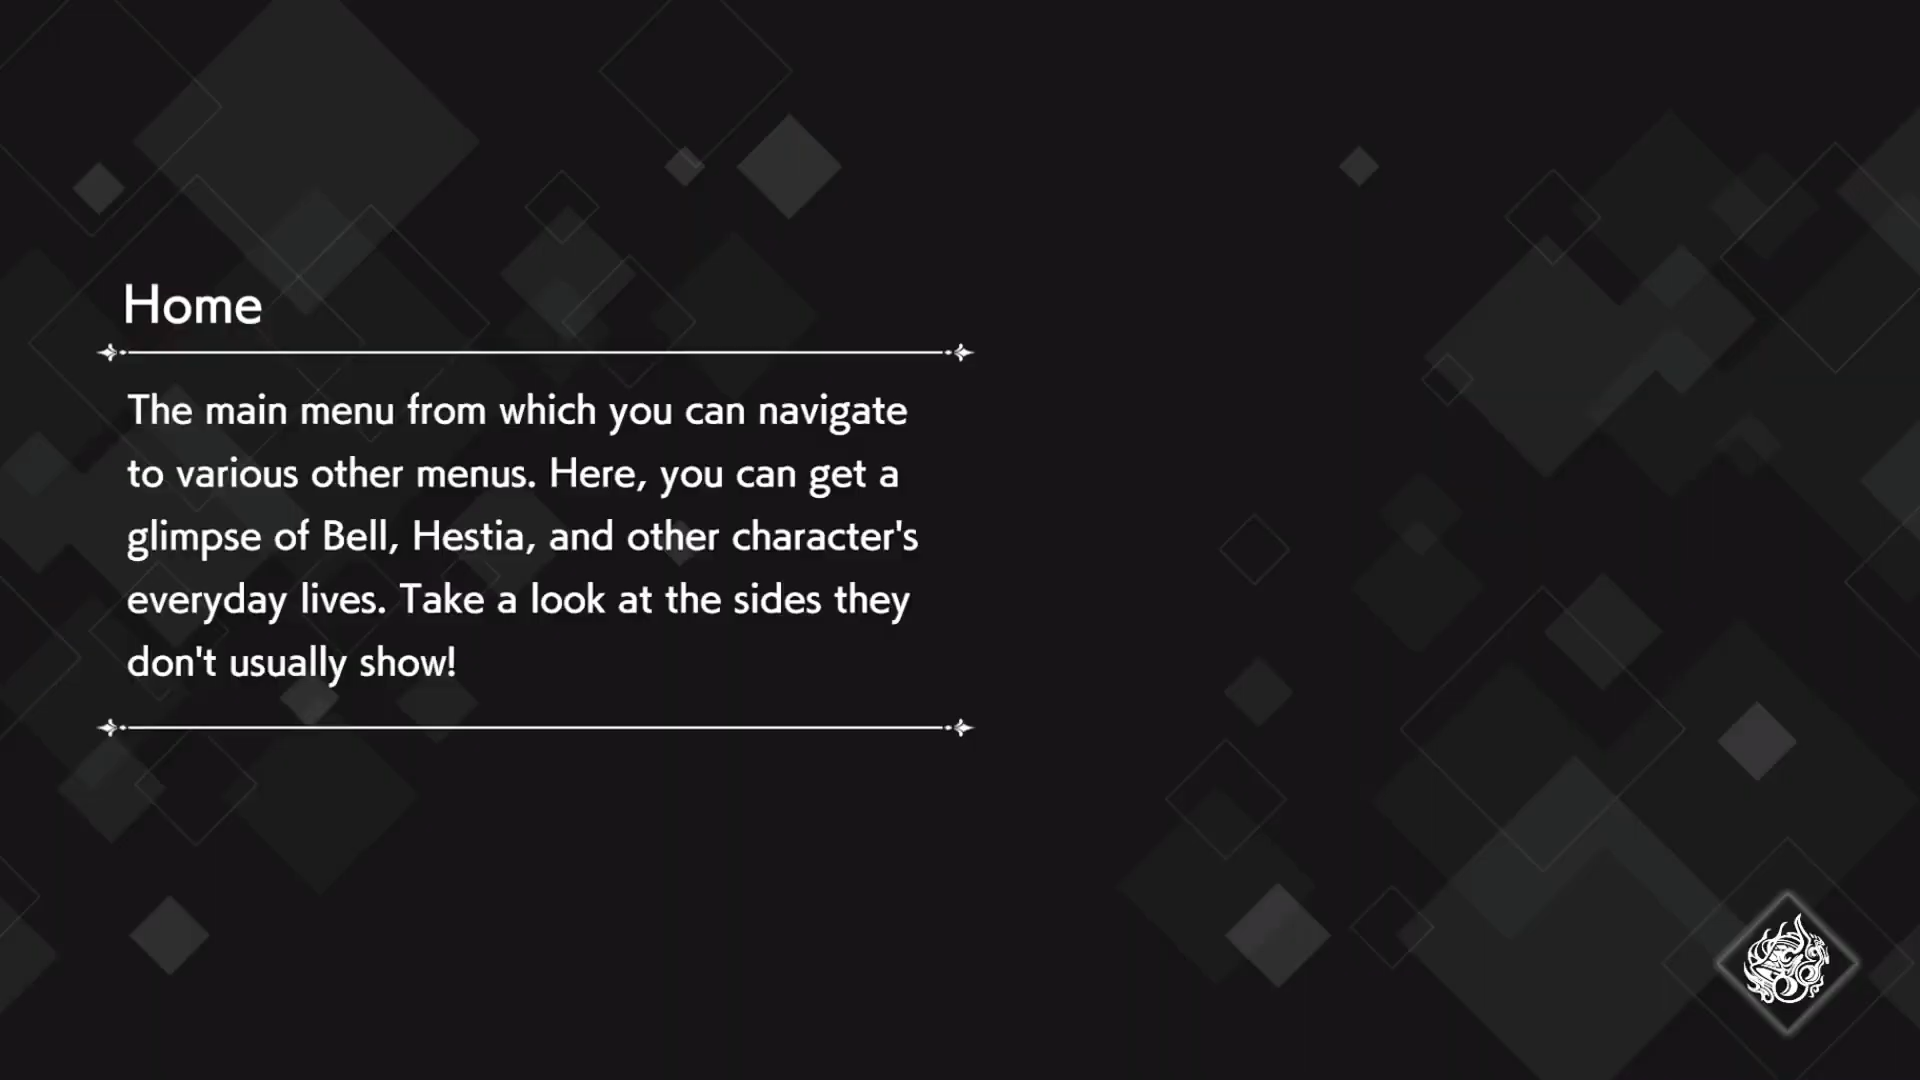 Home
The main menu from which you can navigate
to various other menus. Here, you can get a
glimpse of Bell, Hestia, and other character's
everyday lives. Take a look at the sides they
don't usually show!